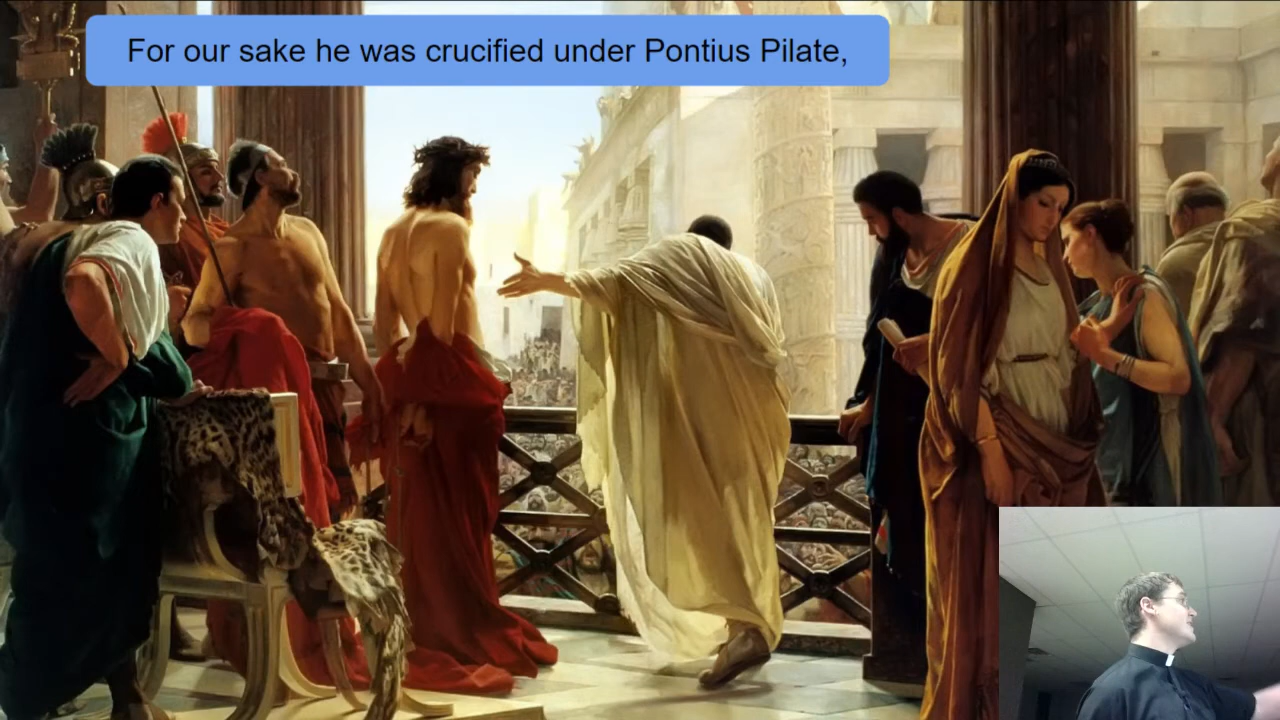 For our sake he was crucified under Pontius Pilate,